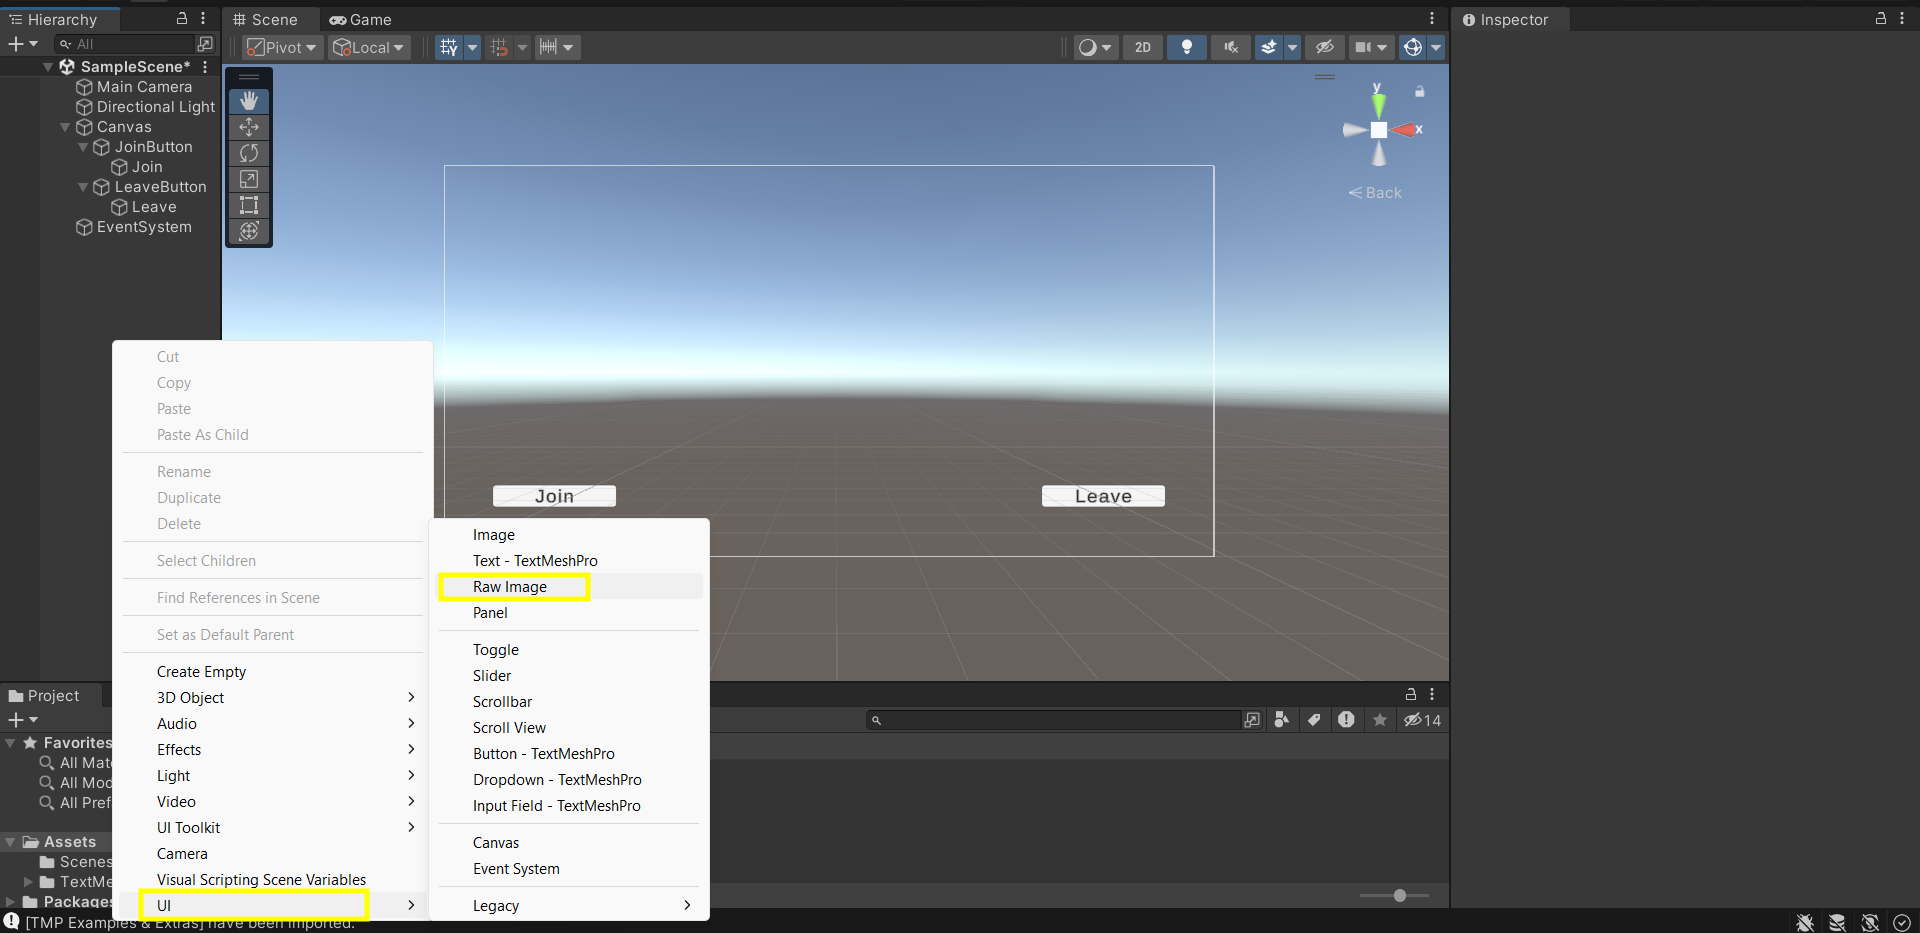 Hierarchy
Scene
Game
Inspector
All
Pivot
Local
2D
SampleScene*
Main Camera
Directional Light
Canvas
JoinButton
Join
LeaveButton
Leave
EventSystem
y
x
Back
Join
Leave
Cut
Copy
Paste
Paste As Child
Rename
Duplicate
Delete
Select Children
Find References in Scene
Set as Default Parent
Create Empty
3D Object
Audio
Effects
Light
Video
UI Toolkit
Camera
Visual Scripting Scene Variables
UI
Image
Text - TextMeshPro
Raw Image
Panel
Toggle
Slider
Scrollbar
Scroll View
Button - TextMeshPro
Dropdown - TextMeshPro
Input Field - TextMeshPro
Canvas
Event System
Legacy
Project
14
Favorites
All Mat
All Mod
All Pref
Assets
Scenes
TextMe
Packages
[TMP Examples & Extras] have been imported.